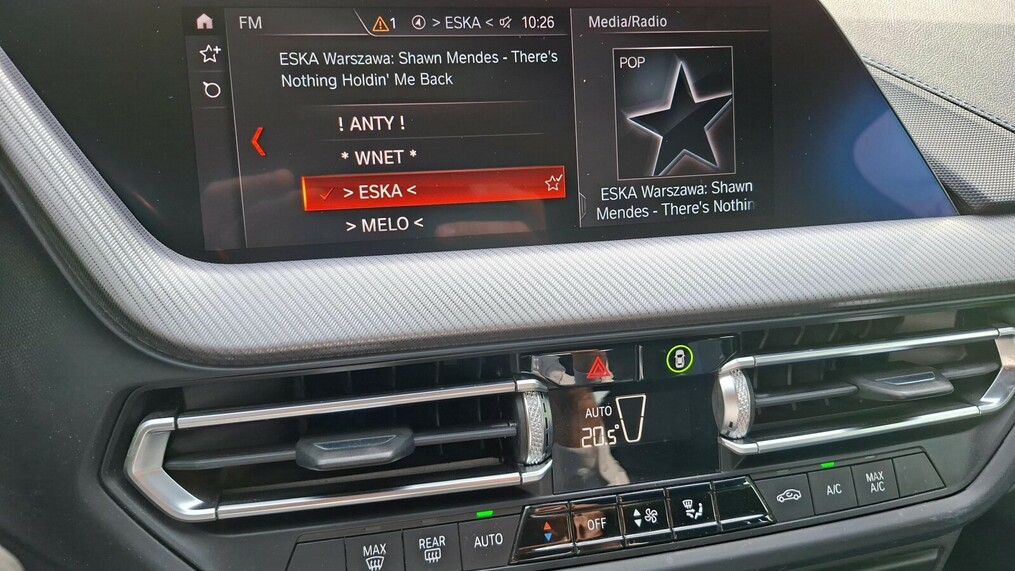 FM
1 4 > ESKA < 10:26
Media/Radio
ESKA Warszawa: Shawn Mendes - There's
Nothing Holdin' Me Back
! ANTY !
* WNET *
> ESKA <
> MELO <
POP
ESKA Warszawa: Shawn
Mendes - There's Nothin
AUTO
20.5°
MAX
REAR
AUTO
OFF
A/C
MAX
A/C